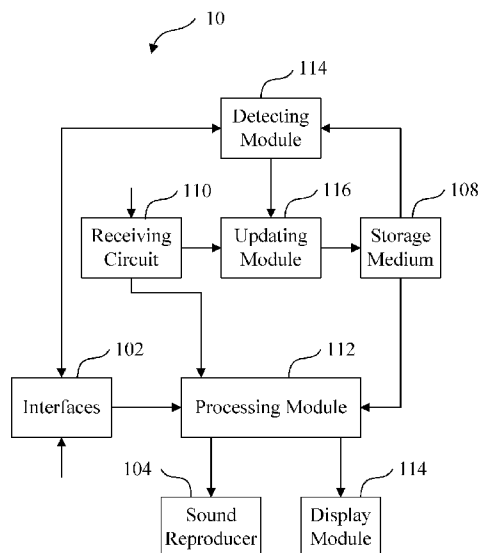 10
114
Detecting
Module
110
116
108
Receiving
Circuit
Updating
Module
Storage
Medium
102
112
Interfaces
Processing Module
104
114
Sound
Reproducer
Display
Module